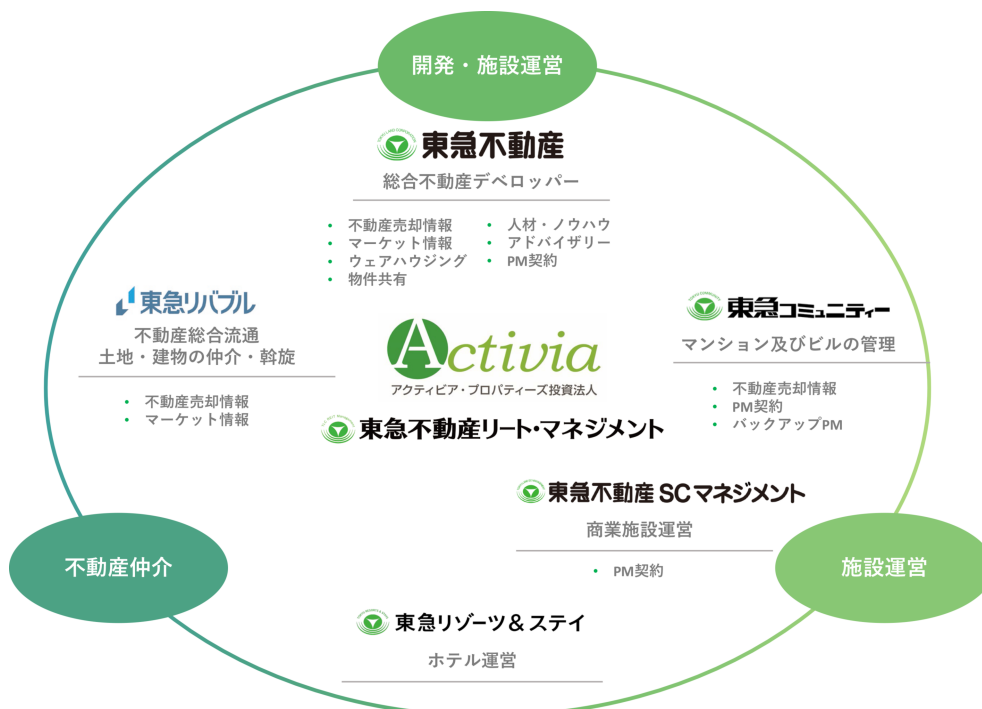 開発・施設運営
東急不動産
総合不動産デベロッパー
• 不動産売却情報
• マーケット情報
• ウェアハウジング
• 物件共有
• 人材・ノウハウ
• アドバイザリー
• PM契約
東急リバブル
不動産総合流通
土地・建物の仲介・斡旋
• 不動産売却情報
• マーケット情報
Activia
アクティビア・プロパティーズ投資法人
東急不動産リート・マネジメント
東急コミュニティー
マンション及びビルの管理
• 不動産売却情報
• PM契約
• バックアップPM
東急不動産SCマネジメント
商業施設運営
• PM契約
不動産仲介
施設運営
東急リゾーツ&ステイ
ホテル運営